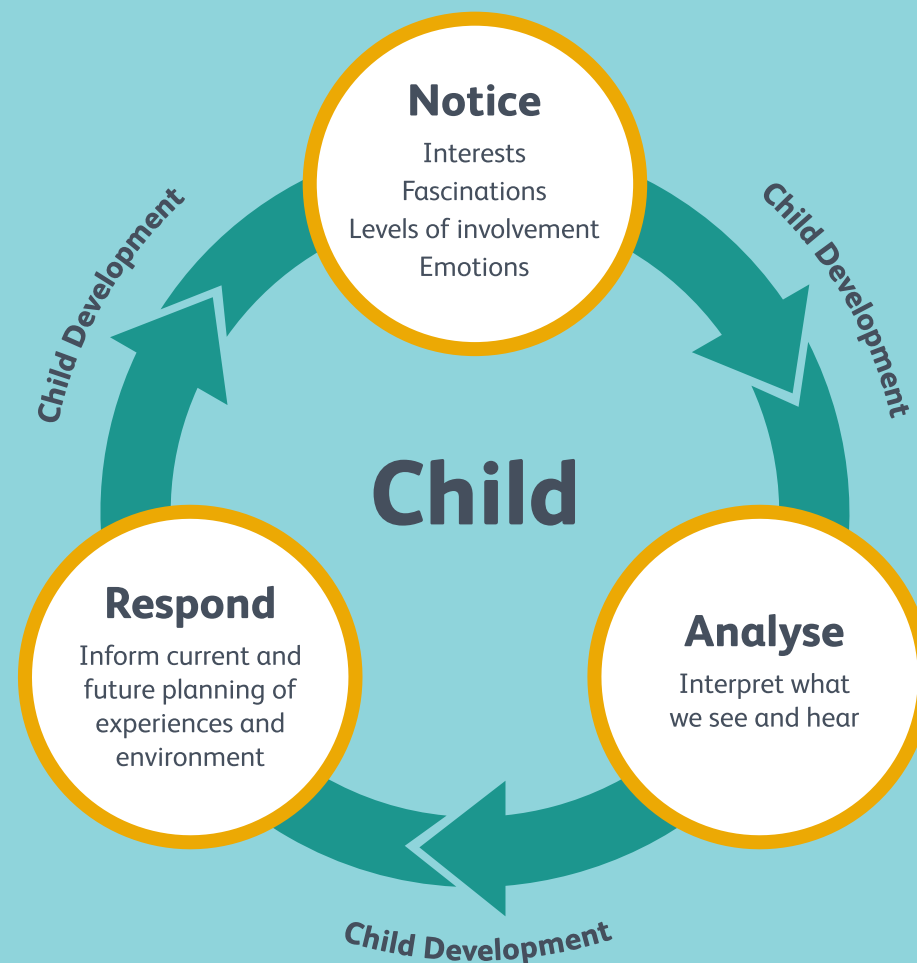 Notice
Interests
Fascinations
Levels of involvement
Emotions
Child Development
Child Development
Child
Respond
Inform current and
future planning of
experiences and
environment
Analyse
Interpret what
we see and hear
Child Development